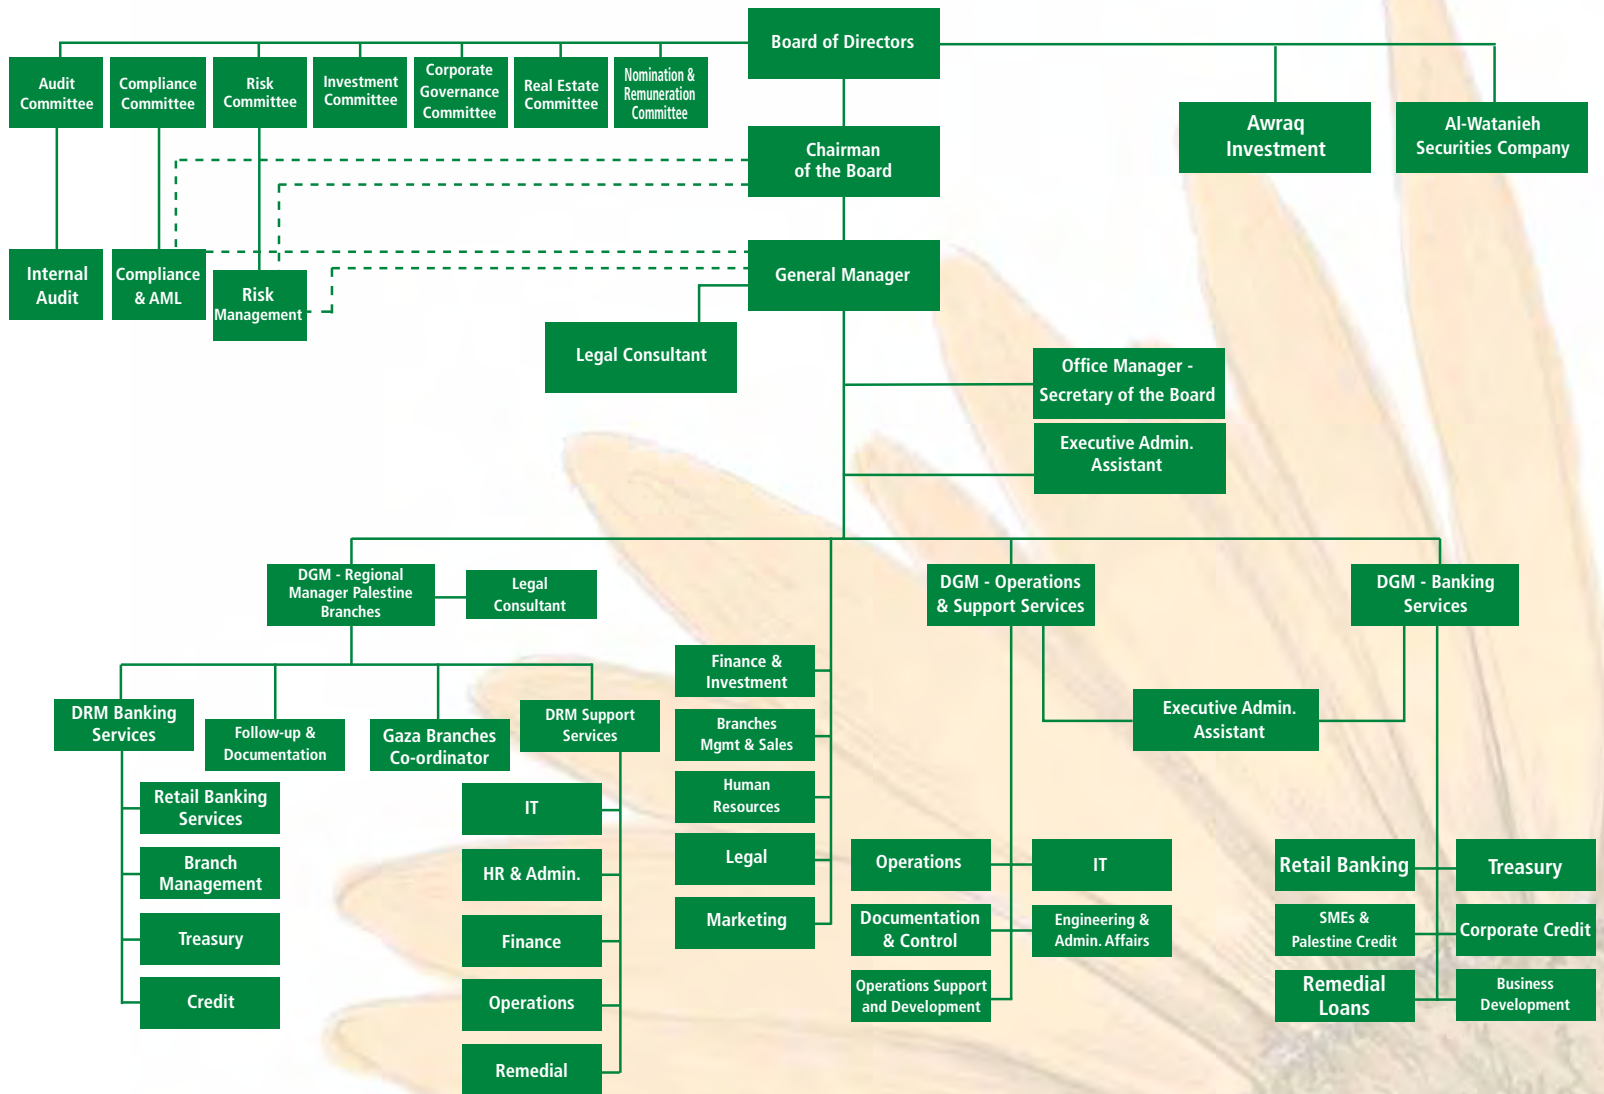 Board of Directors
Audit
Committee
Compliance
Committee
Risk
Committee
Investment
Committee
Corporate
Governance
Committee
Real Estate
Committee
Nomination &
Remuneration
Committee
Awraq
Investment
Al-Watanieh
Securities Company
Chairman
of the Board
Internal
Audit
Compliance
& AML
Risk
Management
General Manager
Legal Consultant
Office Manager -
Secretary of the Board
Executive Admin.
Assistant
DGM - Regional
Manager Palestine
Branches
Legal
Consultant
DGM - Operations
& Support Services
DGM - Banking
Services
DRM Banking
Services
Follow-up &
Documentation
Gaza Branches
Co-ordinator
DRM Support
Services
Finance &
Investment
Branches
Mgmt & Sales
Human
Resources
Legal
Marketing
Executive Admin.
Assistant
Retail Banking
Services
Branch
Management
Treasury
Credit
IT
HR & Admin.
Finance
Operations
Remedial
Operations
IT
Documentation
& Control
Engineering &
Admin. Affairs
Operations Support
and Development
Retail Banking
Treasury
SMEs &
Palestine Credit
Corporate Credit
Remedial
Loans
Business
Development